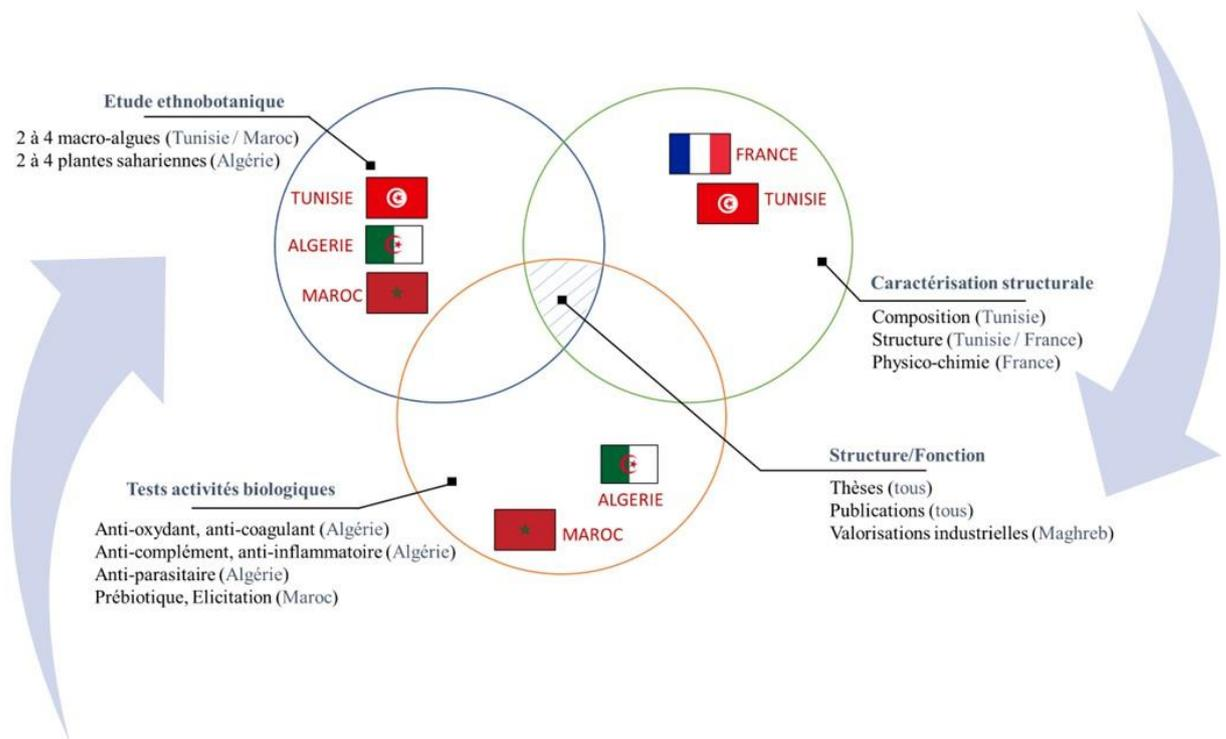 Etude ethnobotanique
2 à 4 macro-algues (Tunisie / Maroc)
2 à 4 plantes sahariennes (Algérie)
TUNISIE
ALGERIE
MAROC
FRANCE
TUNISIE
Caractérisation structurale
Composition (Tunisie)
Structure (Tunisie / France)
Physico-chimie (France)
Tests activités biologiques
Anti-oxydant, anti-coagulant (Algérie)
Anti-complément, anti-inflammatoire (Algérie)
Anti-parasitaire (Algérie)
Prébiotique, Elicitation (Maroc)
ALGERIE
MAROC
Structure/Fonction
Thèses (tous)
Publications (tous)
Valorisations industrielles (Maghreb)